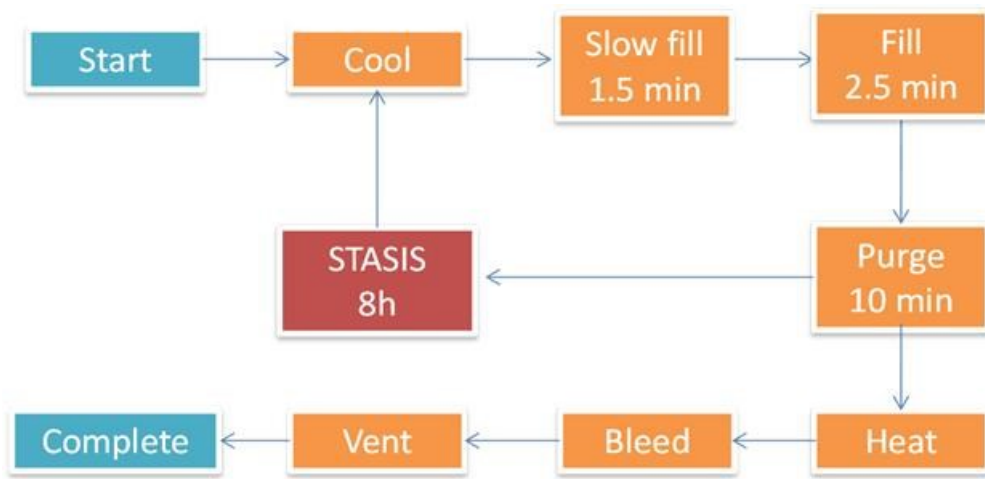 Start
Cool
Slow fill
1.5 min
Fill
2.5 min
STASIS
8h
Purge
10 min
Complete
Vent
Bleed
Heat